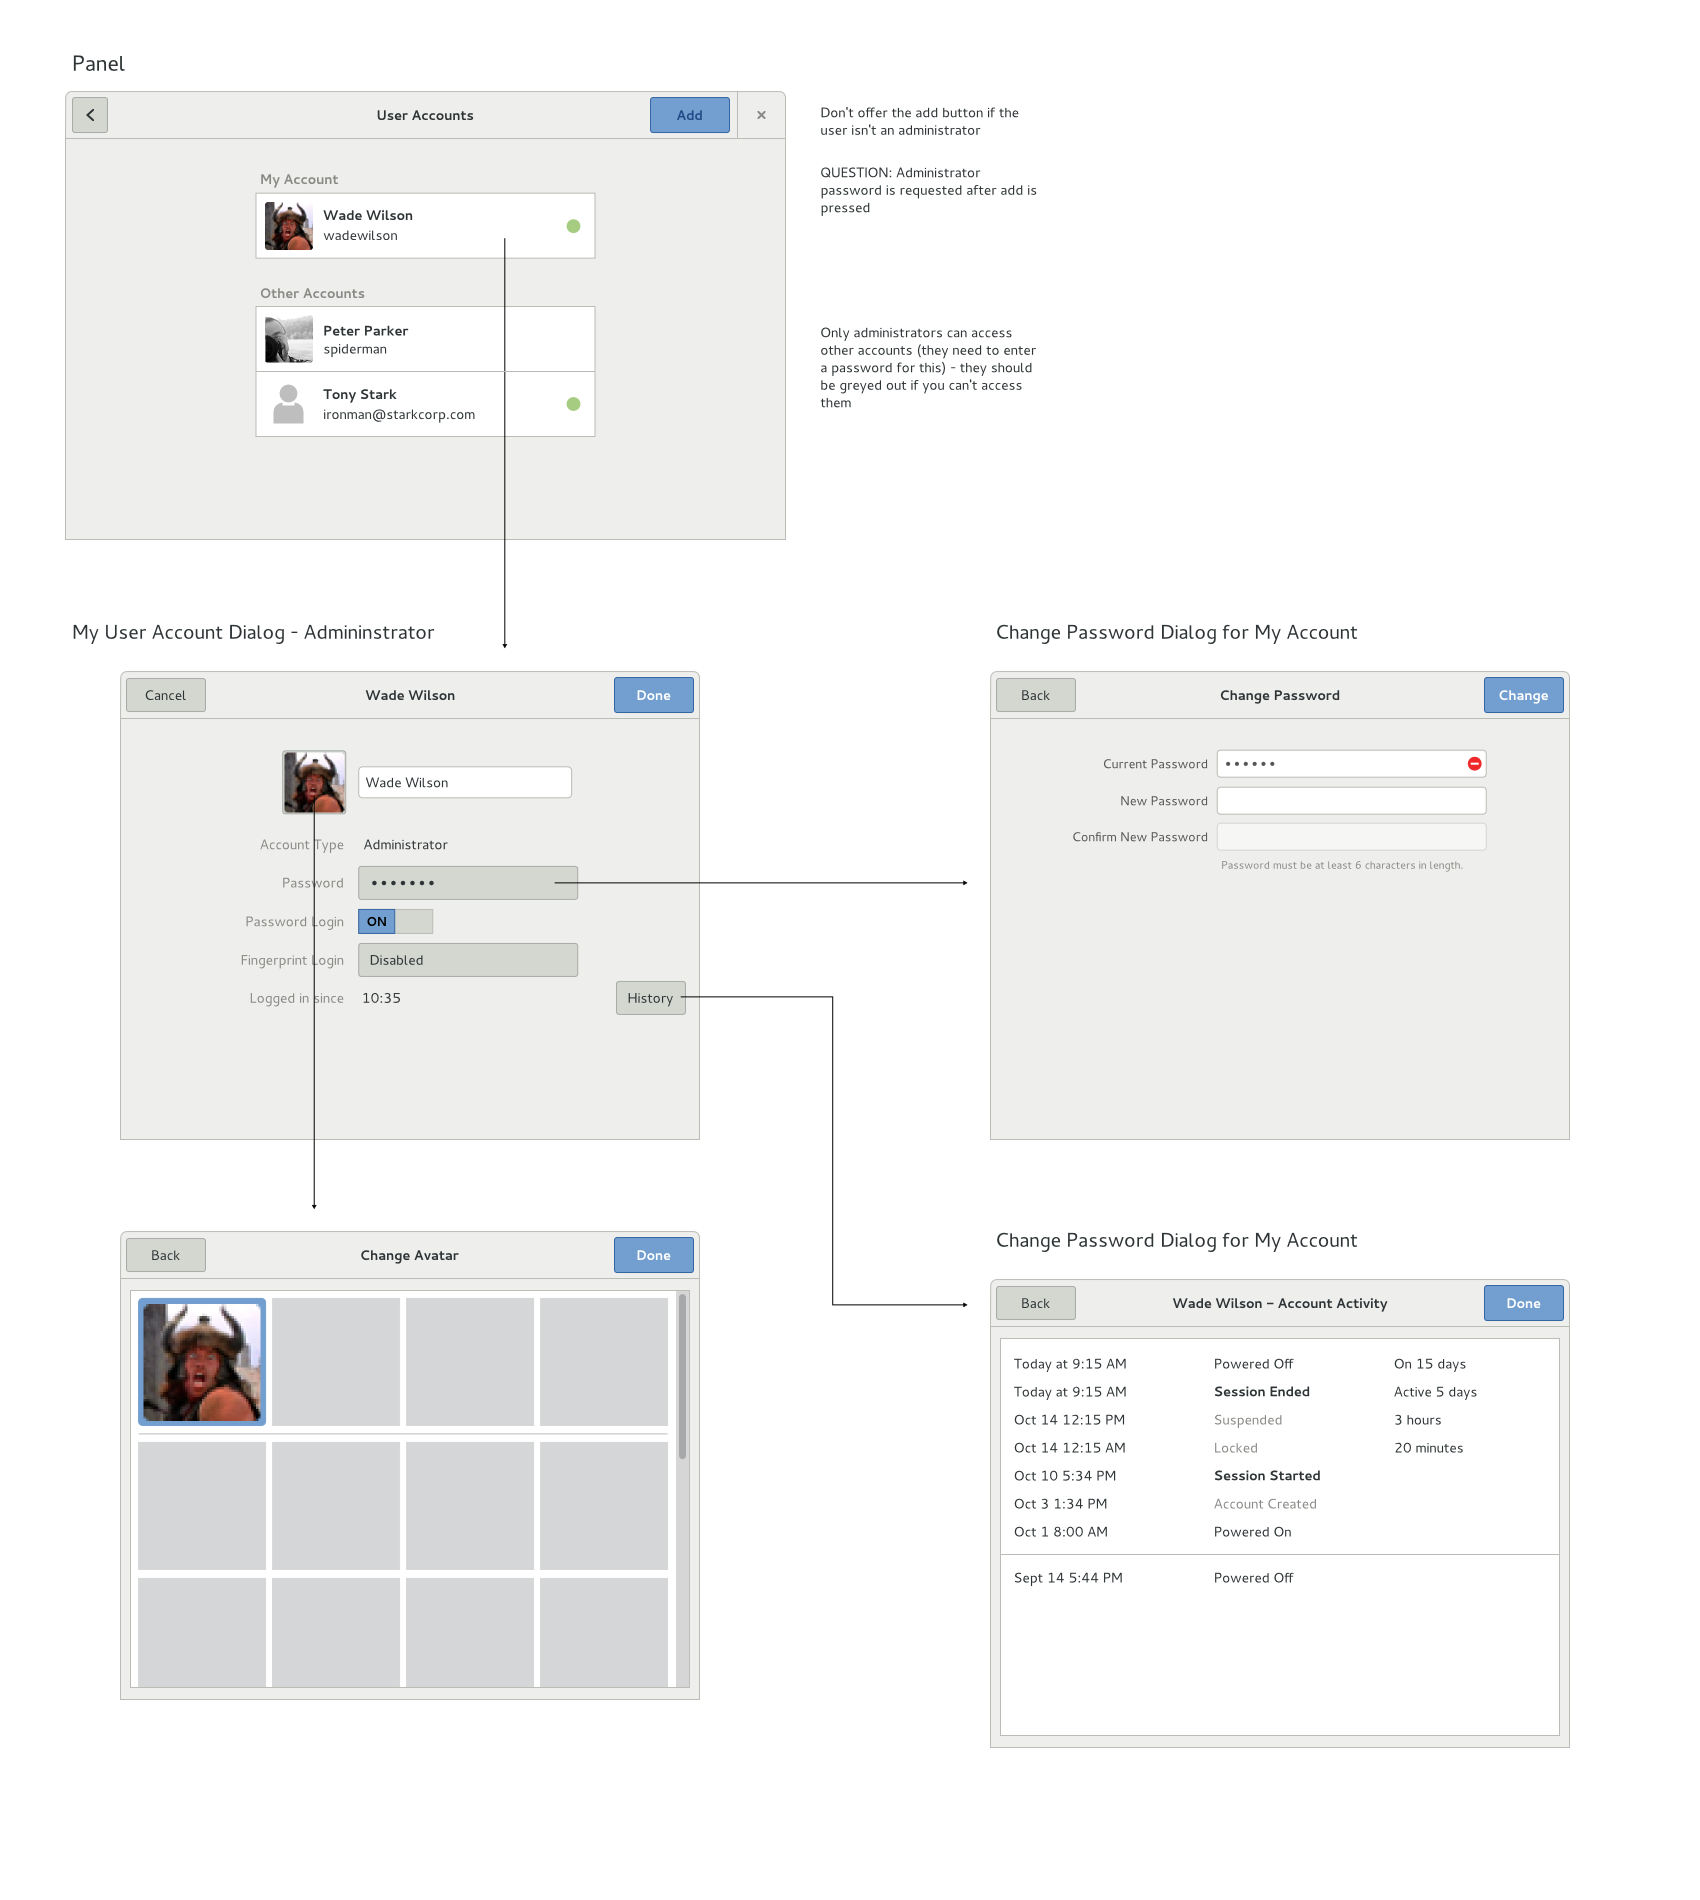 Panel
User Accounts
Add
Don't offer the add button if the
user isn't an administrator
QUESTION: Administrator
password is requested after add is
pressed
My Account
Wade Wilson
wadewilson
Other Accounts
Peter Parker
spiderman
Tony Stark
ironman@starkcorp.com
Only administrators can access
other accounts (they need to enter
a password for this) - they should
be greyed out if you can't access
them
My User Account Dialog - Admininstrator
Cancel
Wade Wilson
Done
Wade Wilson
Account Type
Administrator
Password
Password Login
ON
Fingerprint Login
Disabled
Logged in since
10:35
History
Change Password Dialog for My Account
Back
Change Password
Change
Current Password
New Password
Confirm New Password
Password must be at least 6 characters in length.
Back
Change Avatar
Done
Change Password Dialog for My Account
Back
Wade Wilson – Account Activity
Done
Today at 9:15 AM Powered Off On 15 days
Today at 9:15 AM Session Ended Active 5 days
Oct 14 12:15 PM Suspended 3 hours
Oct 14 12:15 AM Locked 20 minutes
Oct 10 5:34 PM Session Started
Oct 3 1:34 PM Account Created
Oct 1 8:00 AM Powered On
Sept 14 5:44 PM Powered Off